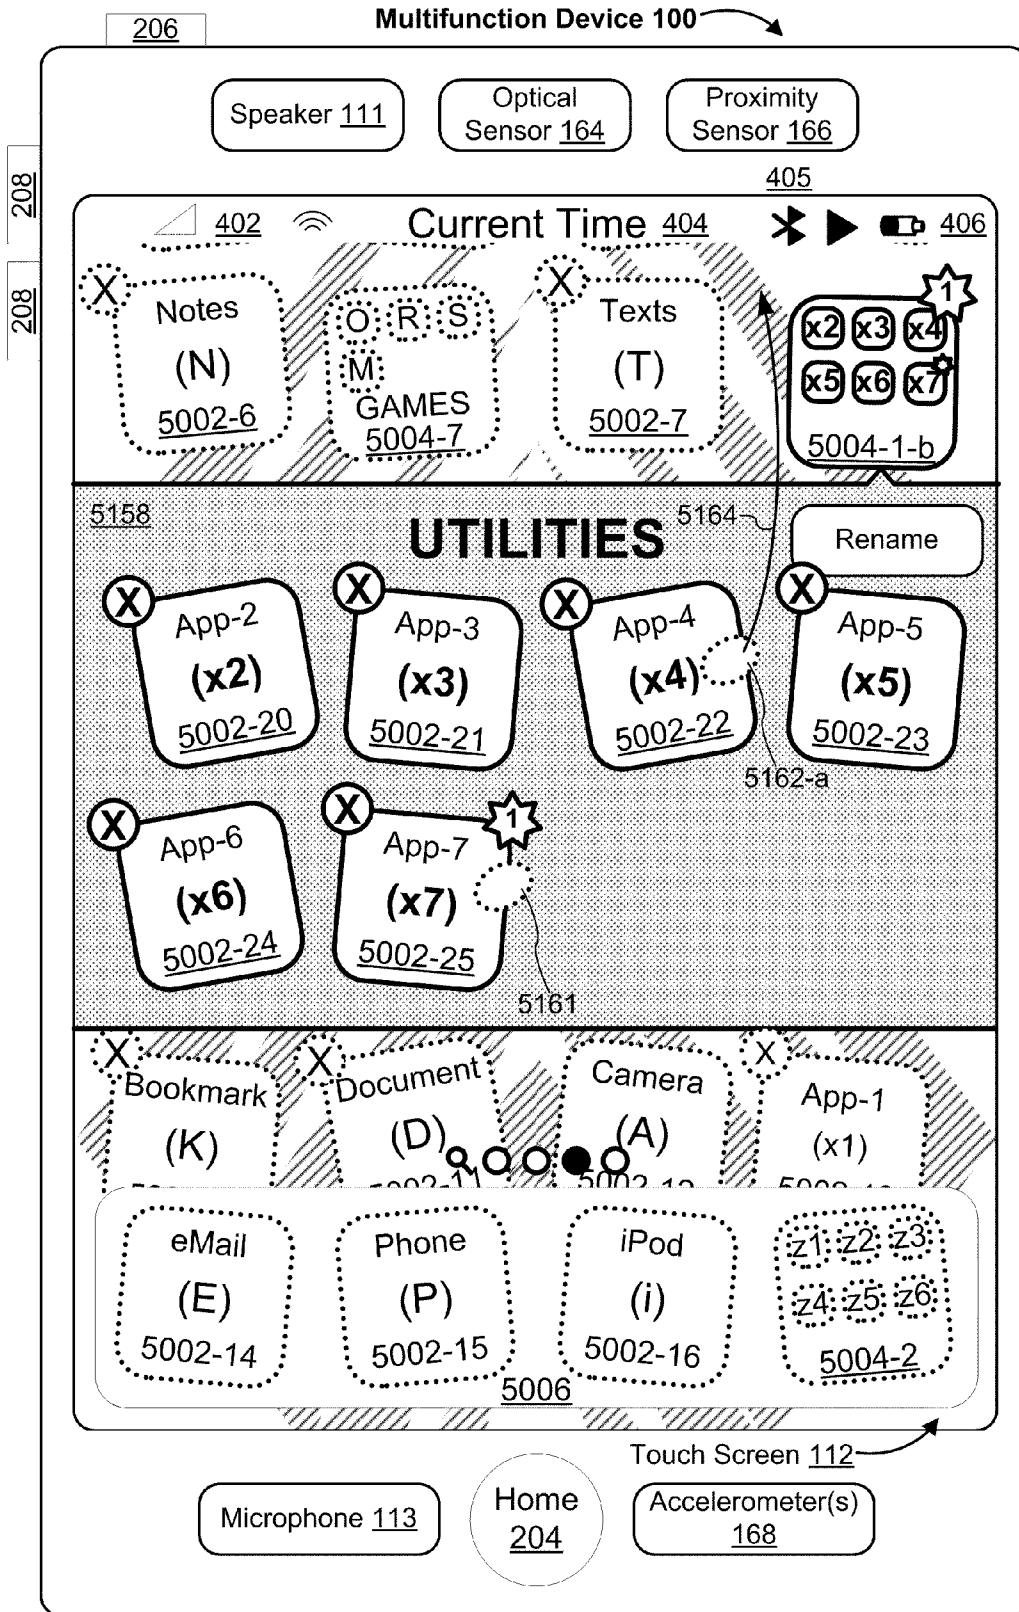 Multifunction Device 100
206
Speaker 111
Optical
Sensor 164
Proximity
Sensor 166
208
208
405
402
Current Time 404
406
X
Notes
(N)
5002-6
O R S
M
GAMES
5004-7
X
Texts
(T)
5002-7
1
x2 x3 x4
x5 x6 x7
5004-1-b
5158
UTILITIES
5164
Rename
X
App-2
(x2)
5002-20
X
App-3
(x3)
5002-21
X
App-4
(x4)
5002-22
X
App-5
(x5)
5002-23
5162-a
X
App-6
(x6)
5002-24
X
1
App-7
(x7)
5002-25
5161
X
Bookmark
(K)
X
Document
(D)
Camera
(A)
X
App-1
(x1)
eMail
(E)
5002-14
Phone
(P)
5002-15
iPod
(i)
5002-16
z1 z2 z3
z4 z5 z6
5004-2
5006
Touch Screen 112
Microphone 113
Home
204
Accelerometer(s)
168